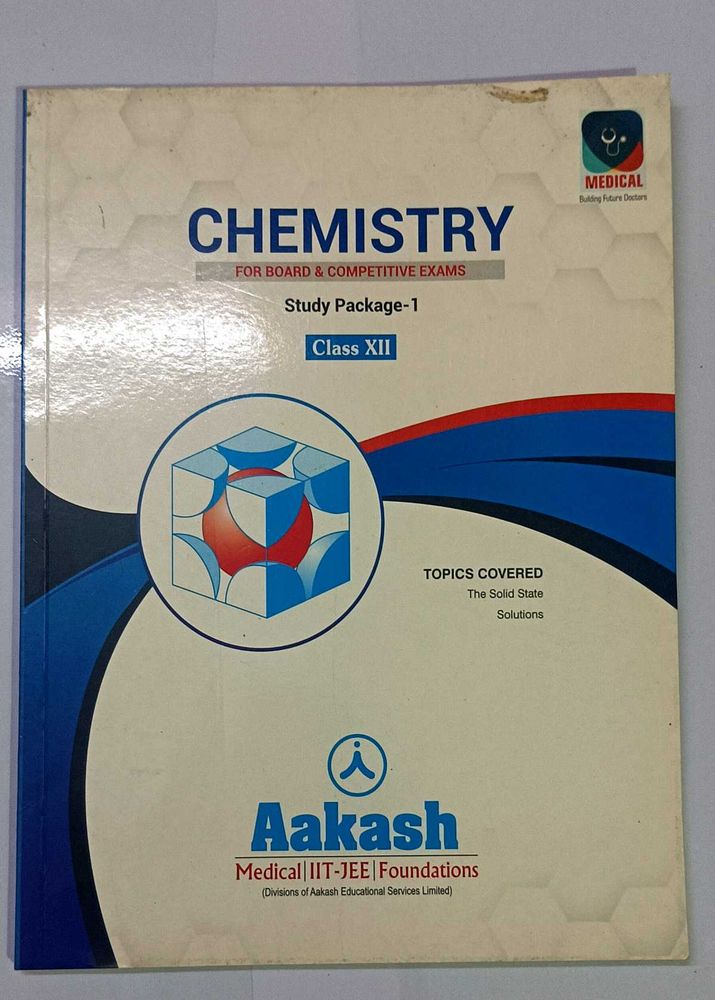 MEDICAL
Building Future Doctors
CHEMISTRY
FOR BOARD & COMPETITIVE EXAMS
Study Package-1
Class XII
TOPICS COVERED
The Solid State
Solutions
Aakash
Medical|IIT-JEE|Foundations
(Divisions of Aakash Educational Services Limited)